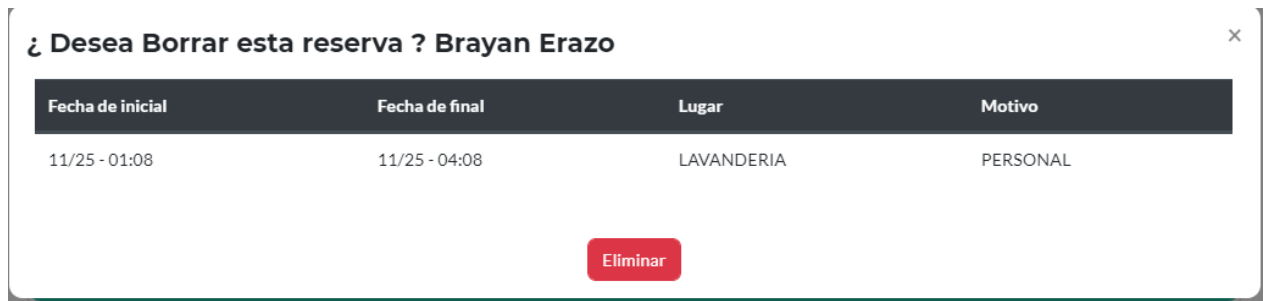 ¿ Desea Borrar esta reserva ? Brayan Erazo ×
Fecha de inicial Fecha de final Lugar Motivo
11/25 - 01:08 11/25 - 04:08 LAVANDERIA PERSONAL
Eliminar